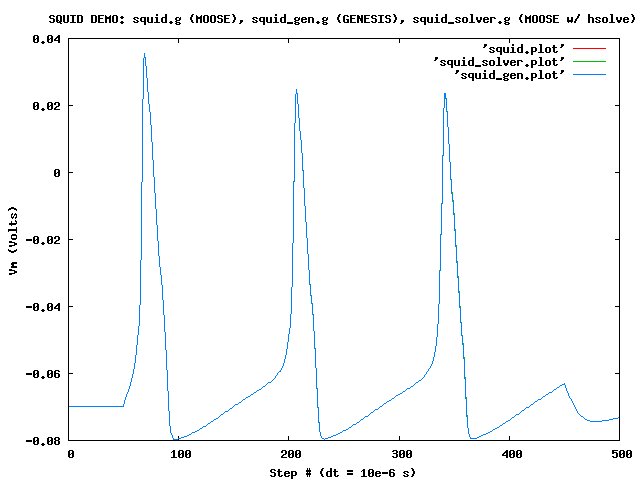 SQUID DEMO: squid.g (MOOSE), squid_gen.g (GENESIS), squid_solver.g (MOOSE w/ hsolve)
'squid.plot'
'squid_solver.plot'
'squid_gen.plot'
0.04
0.02
0
-0.02
-0.04
-0.06
-0.08
Vm (Volts)
0 100 200 300 400 500
Step # (dt = 10e-6 s)